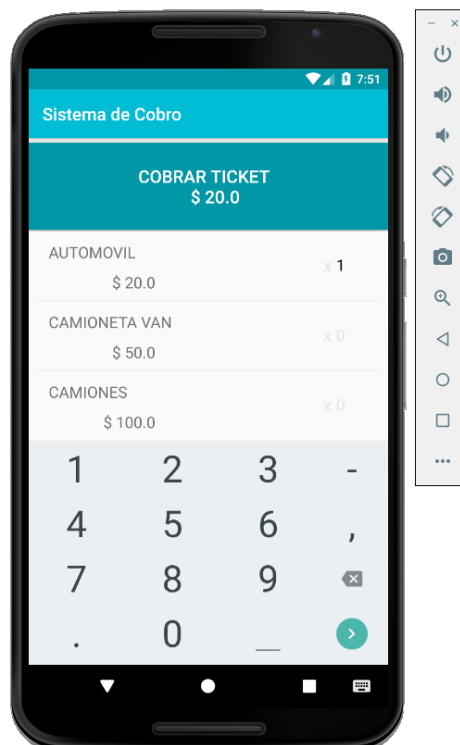 7:51
Sistema de Cobro
COBRAR TICKET
$ 20.0
AUTOMOVIL
x 1
$ 20.0
CAMIONETA VAN
x 0
$ 50.0
CAMIONES
x 0
$ 100.0
1 2 3 -
4 5 6 ,
7 8 9
. 0 _